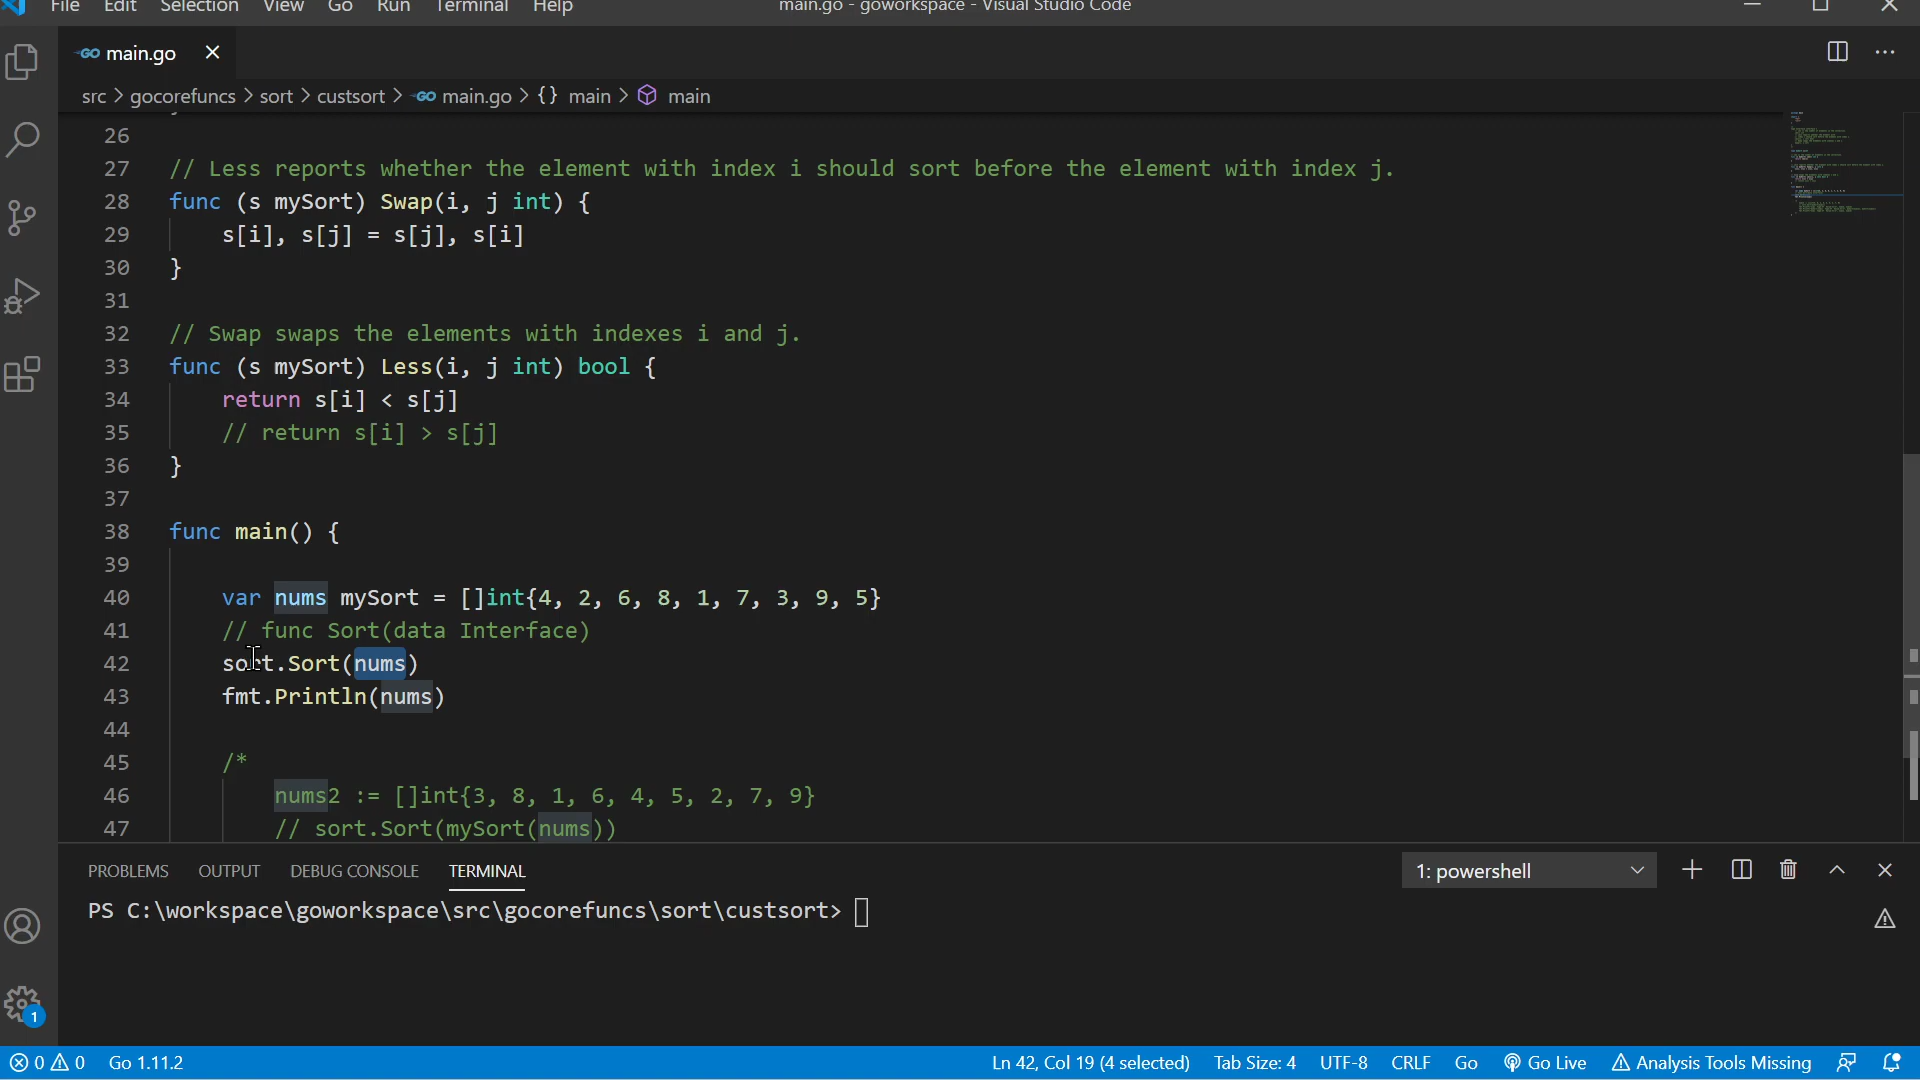 File Edit Selection View Go Run Terminal Help main.go - goworkspace - Visual Studio Code
GO main.go
src > gocorefuncs > sort > custsort > GO main.go > {} main > main
26
27 // Less reports whether the element with index i should sort before the element with index j.
28 func (s mySort) Swap(i, j int) {
29 s[i], s[j] = s[j], s[i]
30 }
31
32 // Swap swaps the elements with indexes i and j.
33 func (s mySort) Less(i, j int) bool {
34 return s[i] < s[j]
35 // return s[i] > s[j]
36 }
37
38 func main() {
39
40 var nums mySort = []int{4, 2, 6, 8, 1, 7, 3, 9, 5}
41 // func Sort(data Interface)
42 sort.Sort(nums)
43 fmt.Println(nums)
44
45 /*
46 nums2 := []int{3, 8, 1, 6, 4, 5, 2, 7, 9}
47 // sort.Sort(mySort(nums))
PROBLEMS OUTPUT DEBUG CONSOLE TERMINAL 1: powershell
PS C:\workspace\goworkspace\src\gocorefuncs\sort\custsort>
1
0 0 Go 1.11.2 Ln 42, Col 19 (4 selected) Tab Size: 4 UTF-8 CRLF Go Go Live Analysis Tools Missing